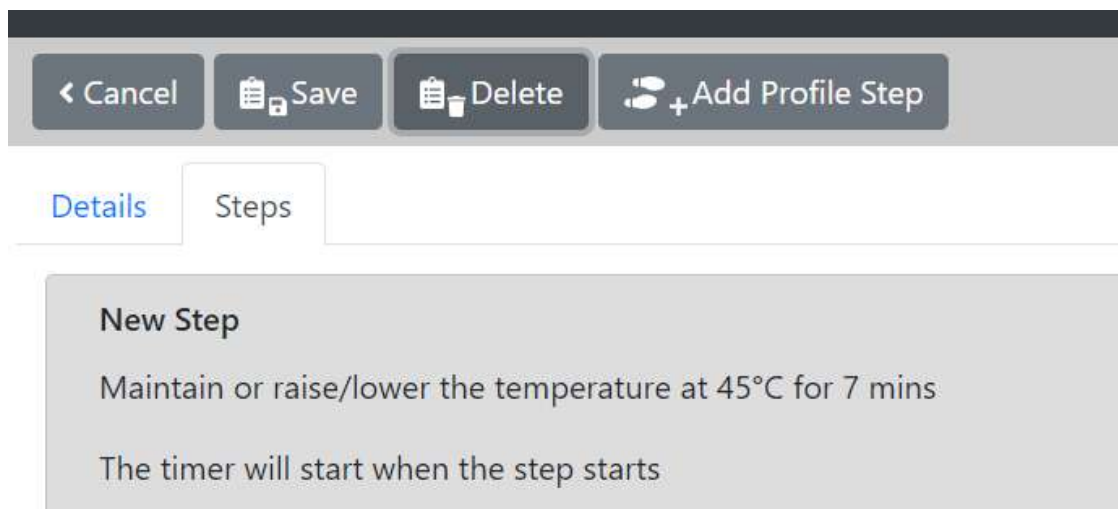 Cancel Save Delete Add Profile Step
Details Steps
New Step
Maintain or raise/lower the temperature at 45°C for 7 mins
The timer will start when the step starts